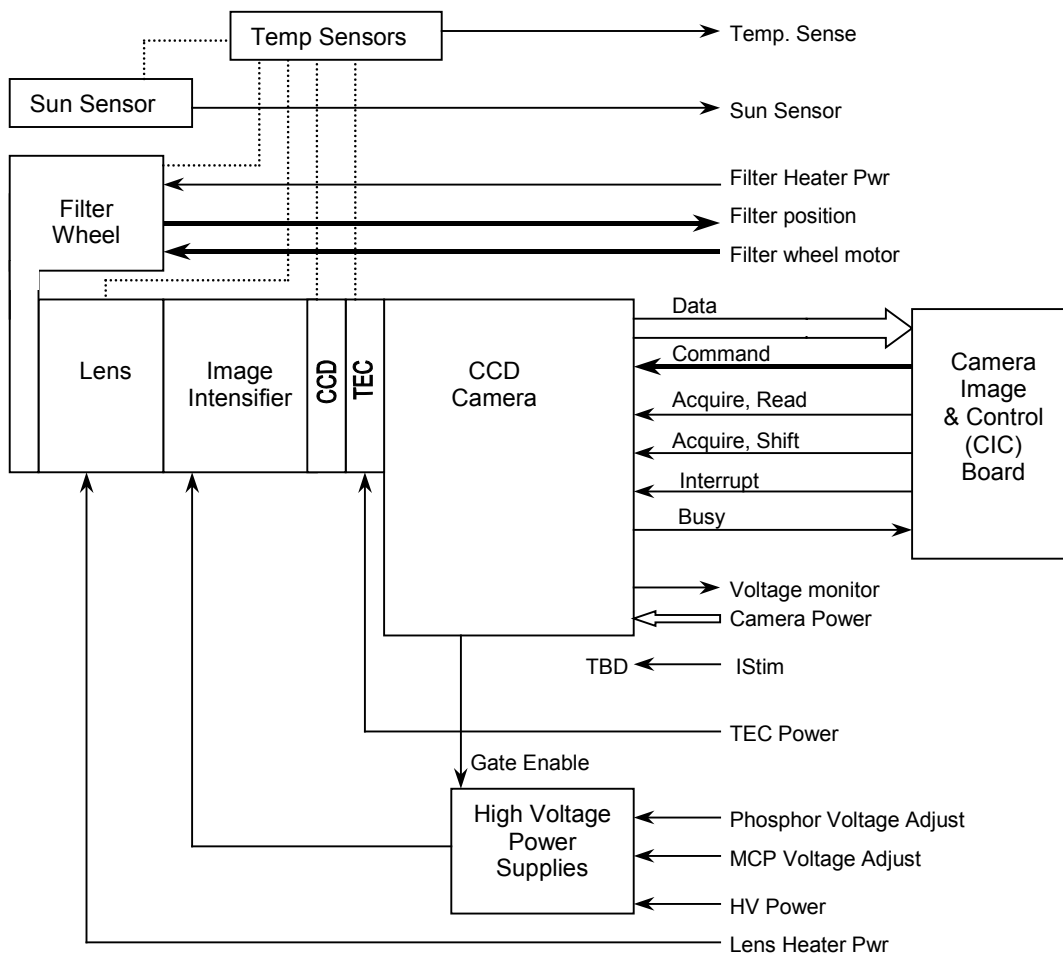 Temp Sensors
Temp. Sense
Sun Sensor
Sun Sensor
Filter Heater Pwr
Filter
Wheel
Filter position
Filter wheel motor
Data
Command
Acquire, Read
Acquire, Shift
Interrupt
Busy
Lens
Image
Intensifier
CCD
TEC
CCD
Camera
Camera
Image
& Control
(CIC)
Board
Voltage monitor
Camera Power
TBD
IStim
TEC Power
Gate Enable
High Voltage
Power
Supplies
Phosphor Voltage Adjust
MCP Voltage Adjust
HV Power
Lens Heater Pwr